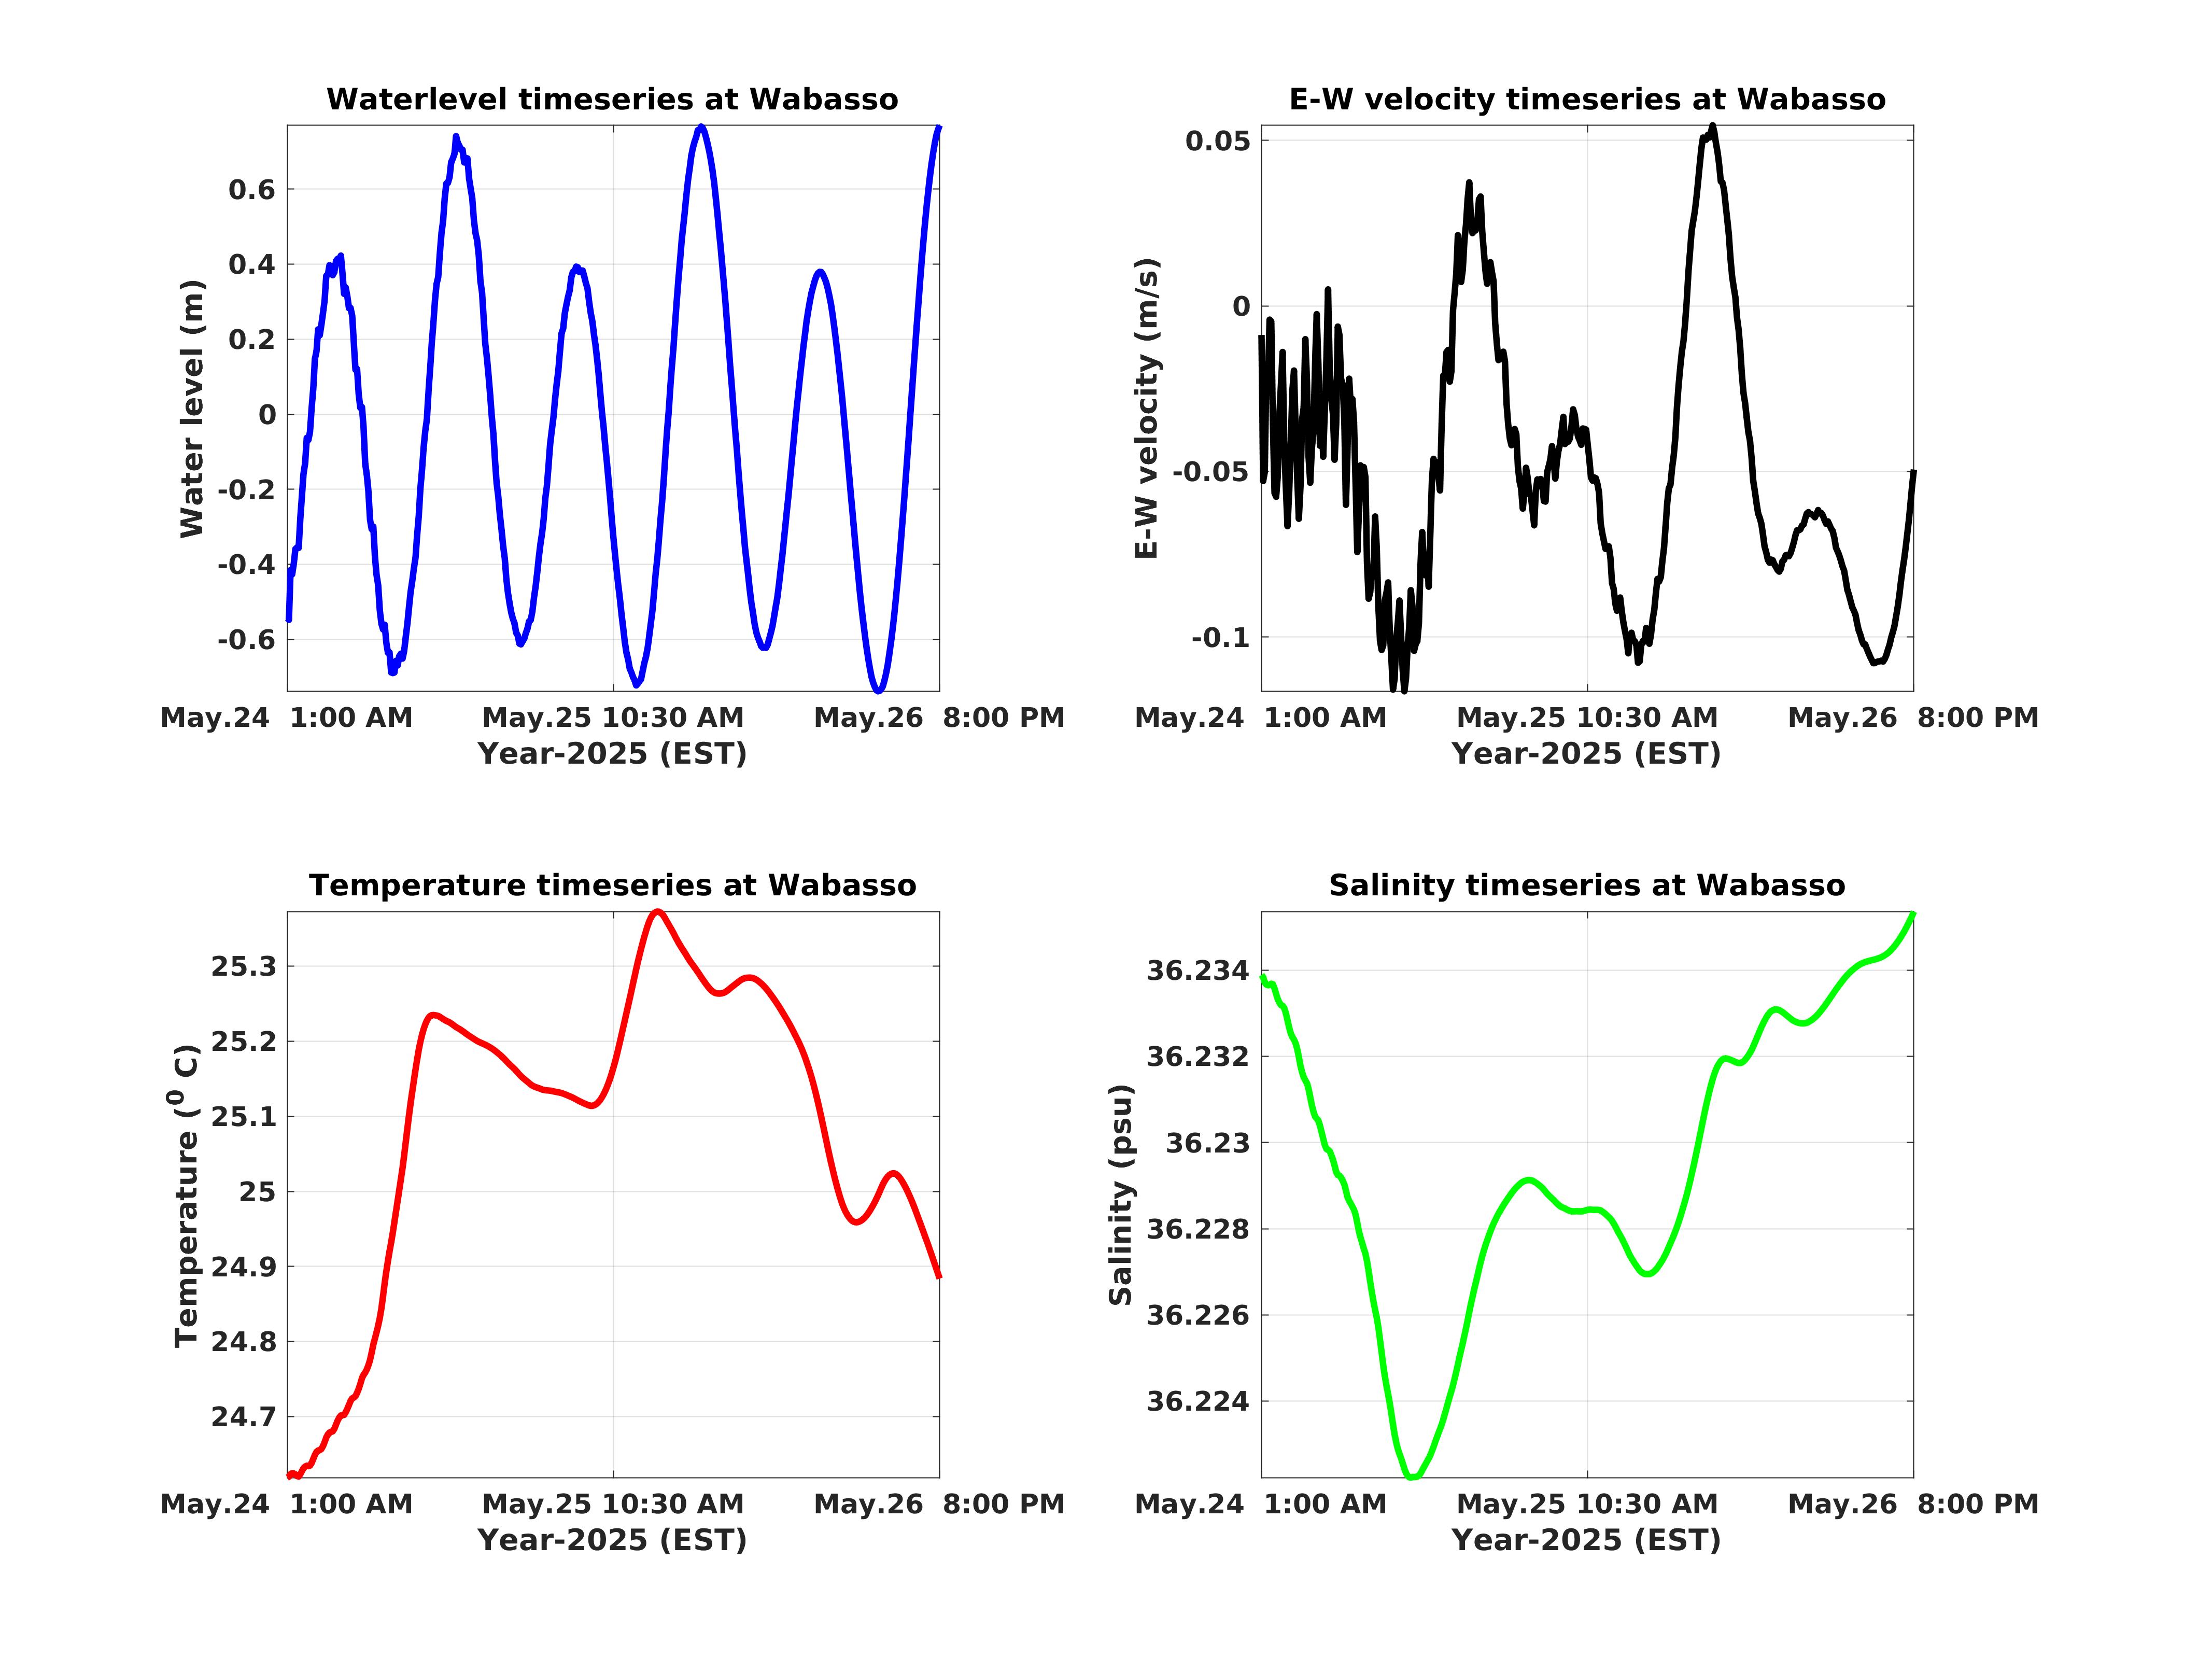 Waterlevel timeseries at Wabasso
Water level (m)
0.6
0.4
0.2
0
-0.2
-0.4
-0.6
May.24 1:00 AM
May.25 10:30 AM
May.26 8:00 PM
Year-2025 (EST)
E-W velocity timeseries at Wabasso
E-W velocity (m/s)
0.05
0
-0.05
-0.1
May.24 1:00 AM
May.25 10:30 AM
May.26 8:00 PM
Year-2025 (EST)
Temperature timeseries at Wabasso
Temperature (⁰ C)
25.3
25.2
25.1
25
24.9
24.8
24.7
May.24 1:00 AM
May.25 10:30 AM
May.26 8:00 PM
Year-2025 (EST)
Salinity timeseries at Wabasso
Salinity (psu)
36.234
36.232
36.23
36.228
36.226
36.224
May.24 1:00 AM
May.25 10:30 AM
May.26 8:00 PM
Year-2025 (EST)